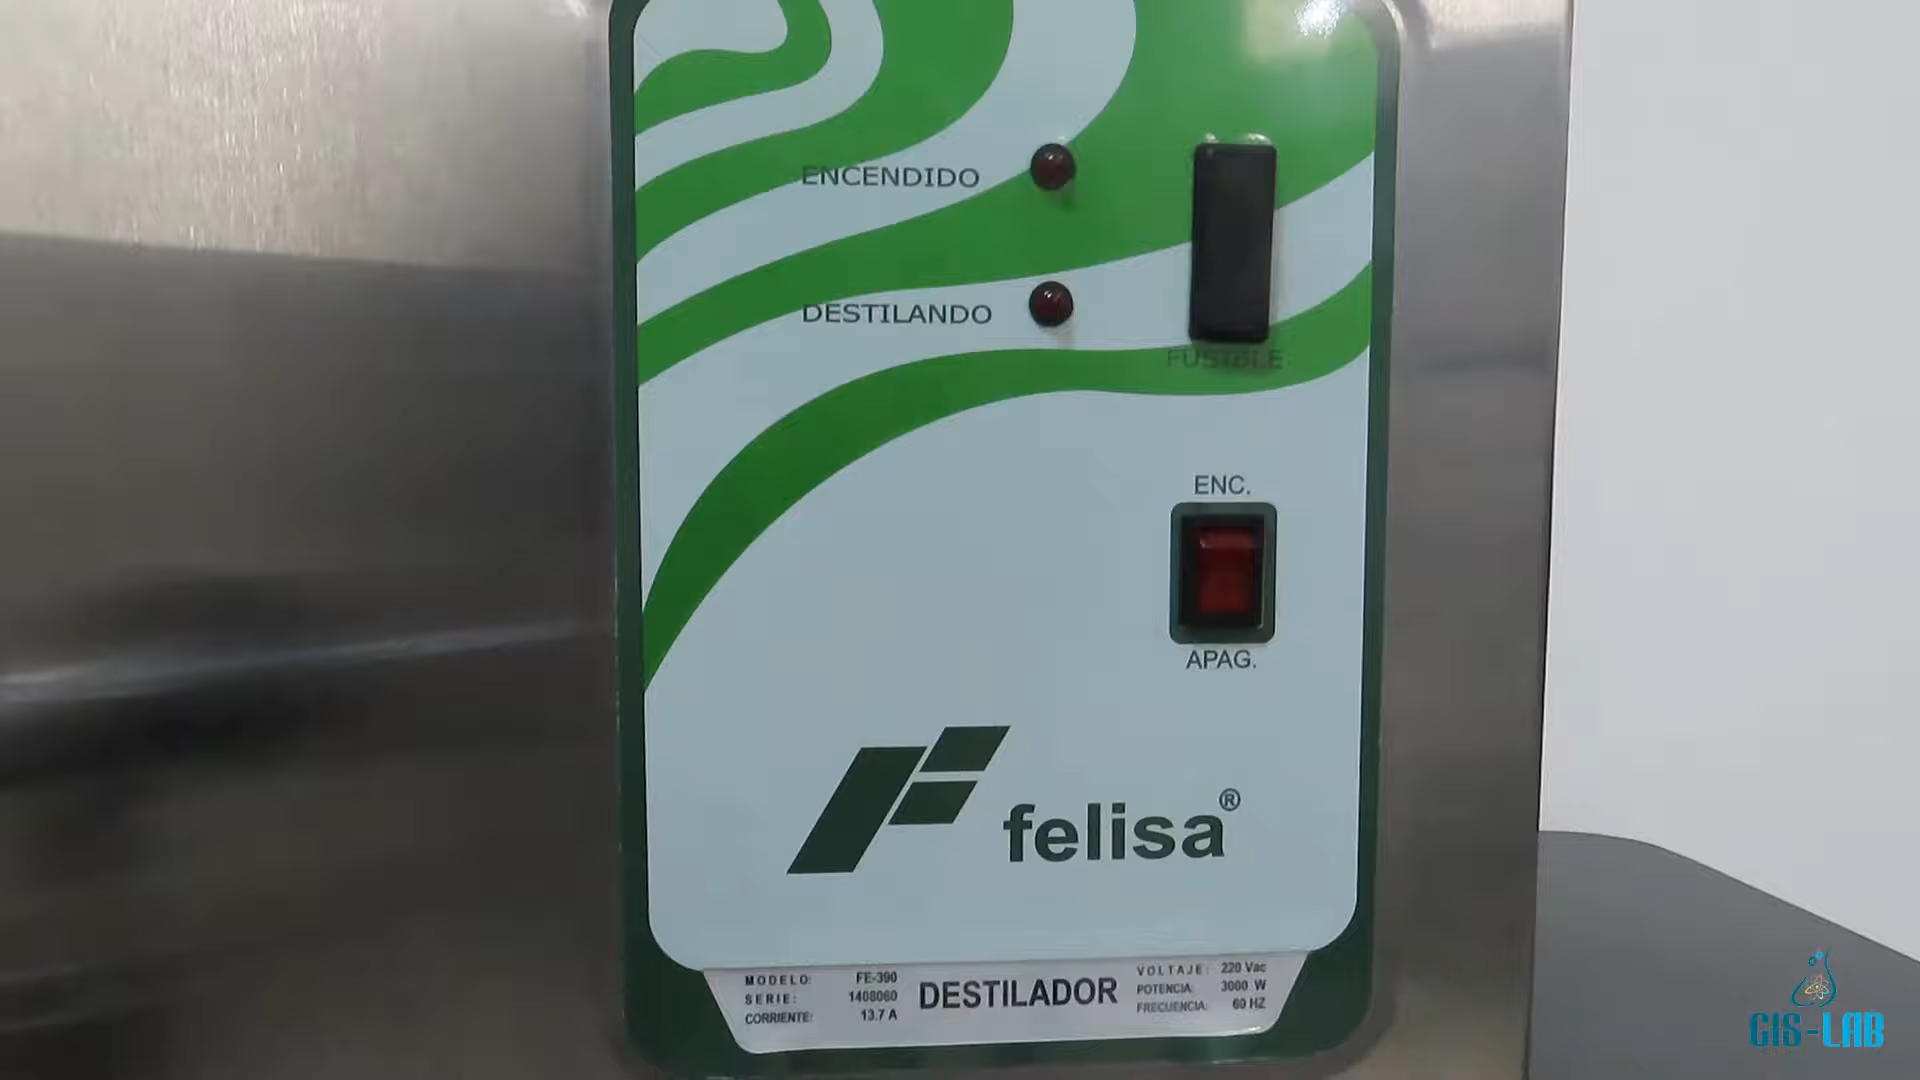 ENCENDIDO
DESTILANDO
FUSIBLE
ENC.
APAG.
felisa®
MODELO: FE-390
SERIE: 1408060
CORRIENTE: 13.7 A
DESTILADOR
VOLTAJE: 220 Vac
POTENCIA: 3000 W
FRECUENCIA: 60 HZ
CIS-LAB